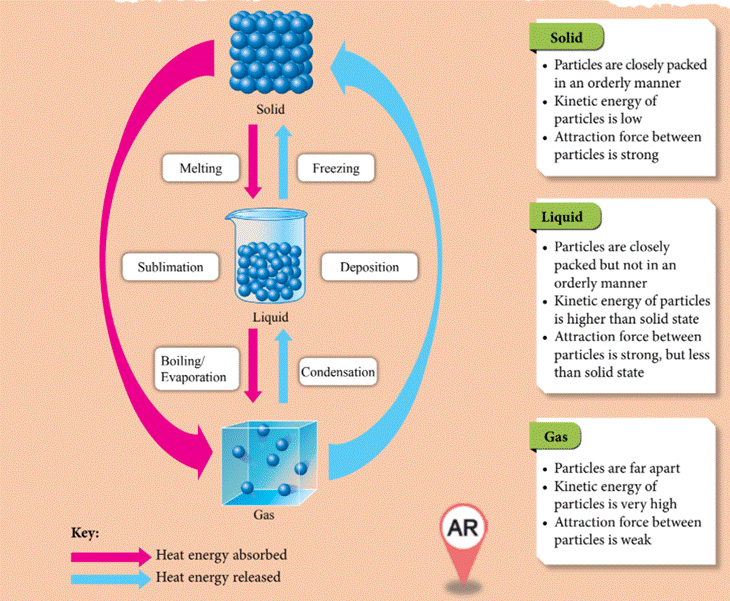 Solid
Melting
Freezing
Sublimation
Deposition
Liquid
Boiling/
Evaporation
Condensation
Gas
Key:
Heat energy absorbed
Heat energy released
AR
Solid
• Particles are closely packed
in an orderly manner
• Kinetic energy of
particles is low
• Attraction force between
particles is strong
Liquid
• Particles are closely
packed but not in an
orderly manner
• Kinetic energy of particles
is higher than solid state
• Attraction force between
particles is strong, but less
than solid state
Gas
• Particles are far apart
• Kinetic energy of
particles is very high
• Attraction force between
particles is weak